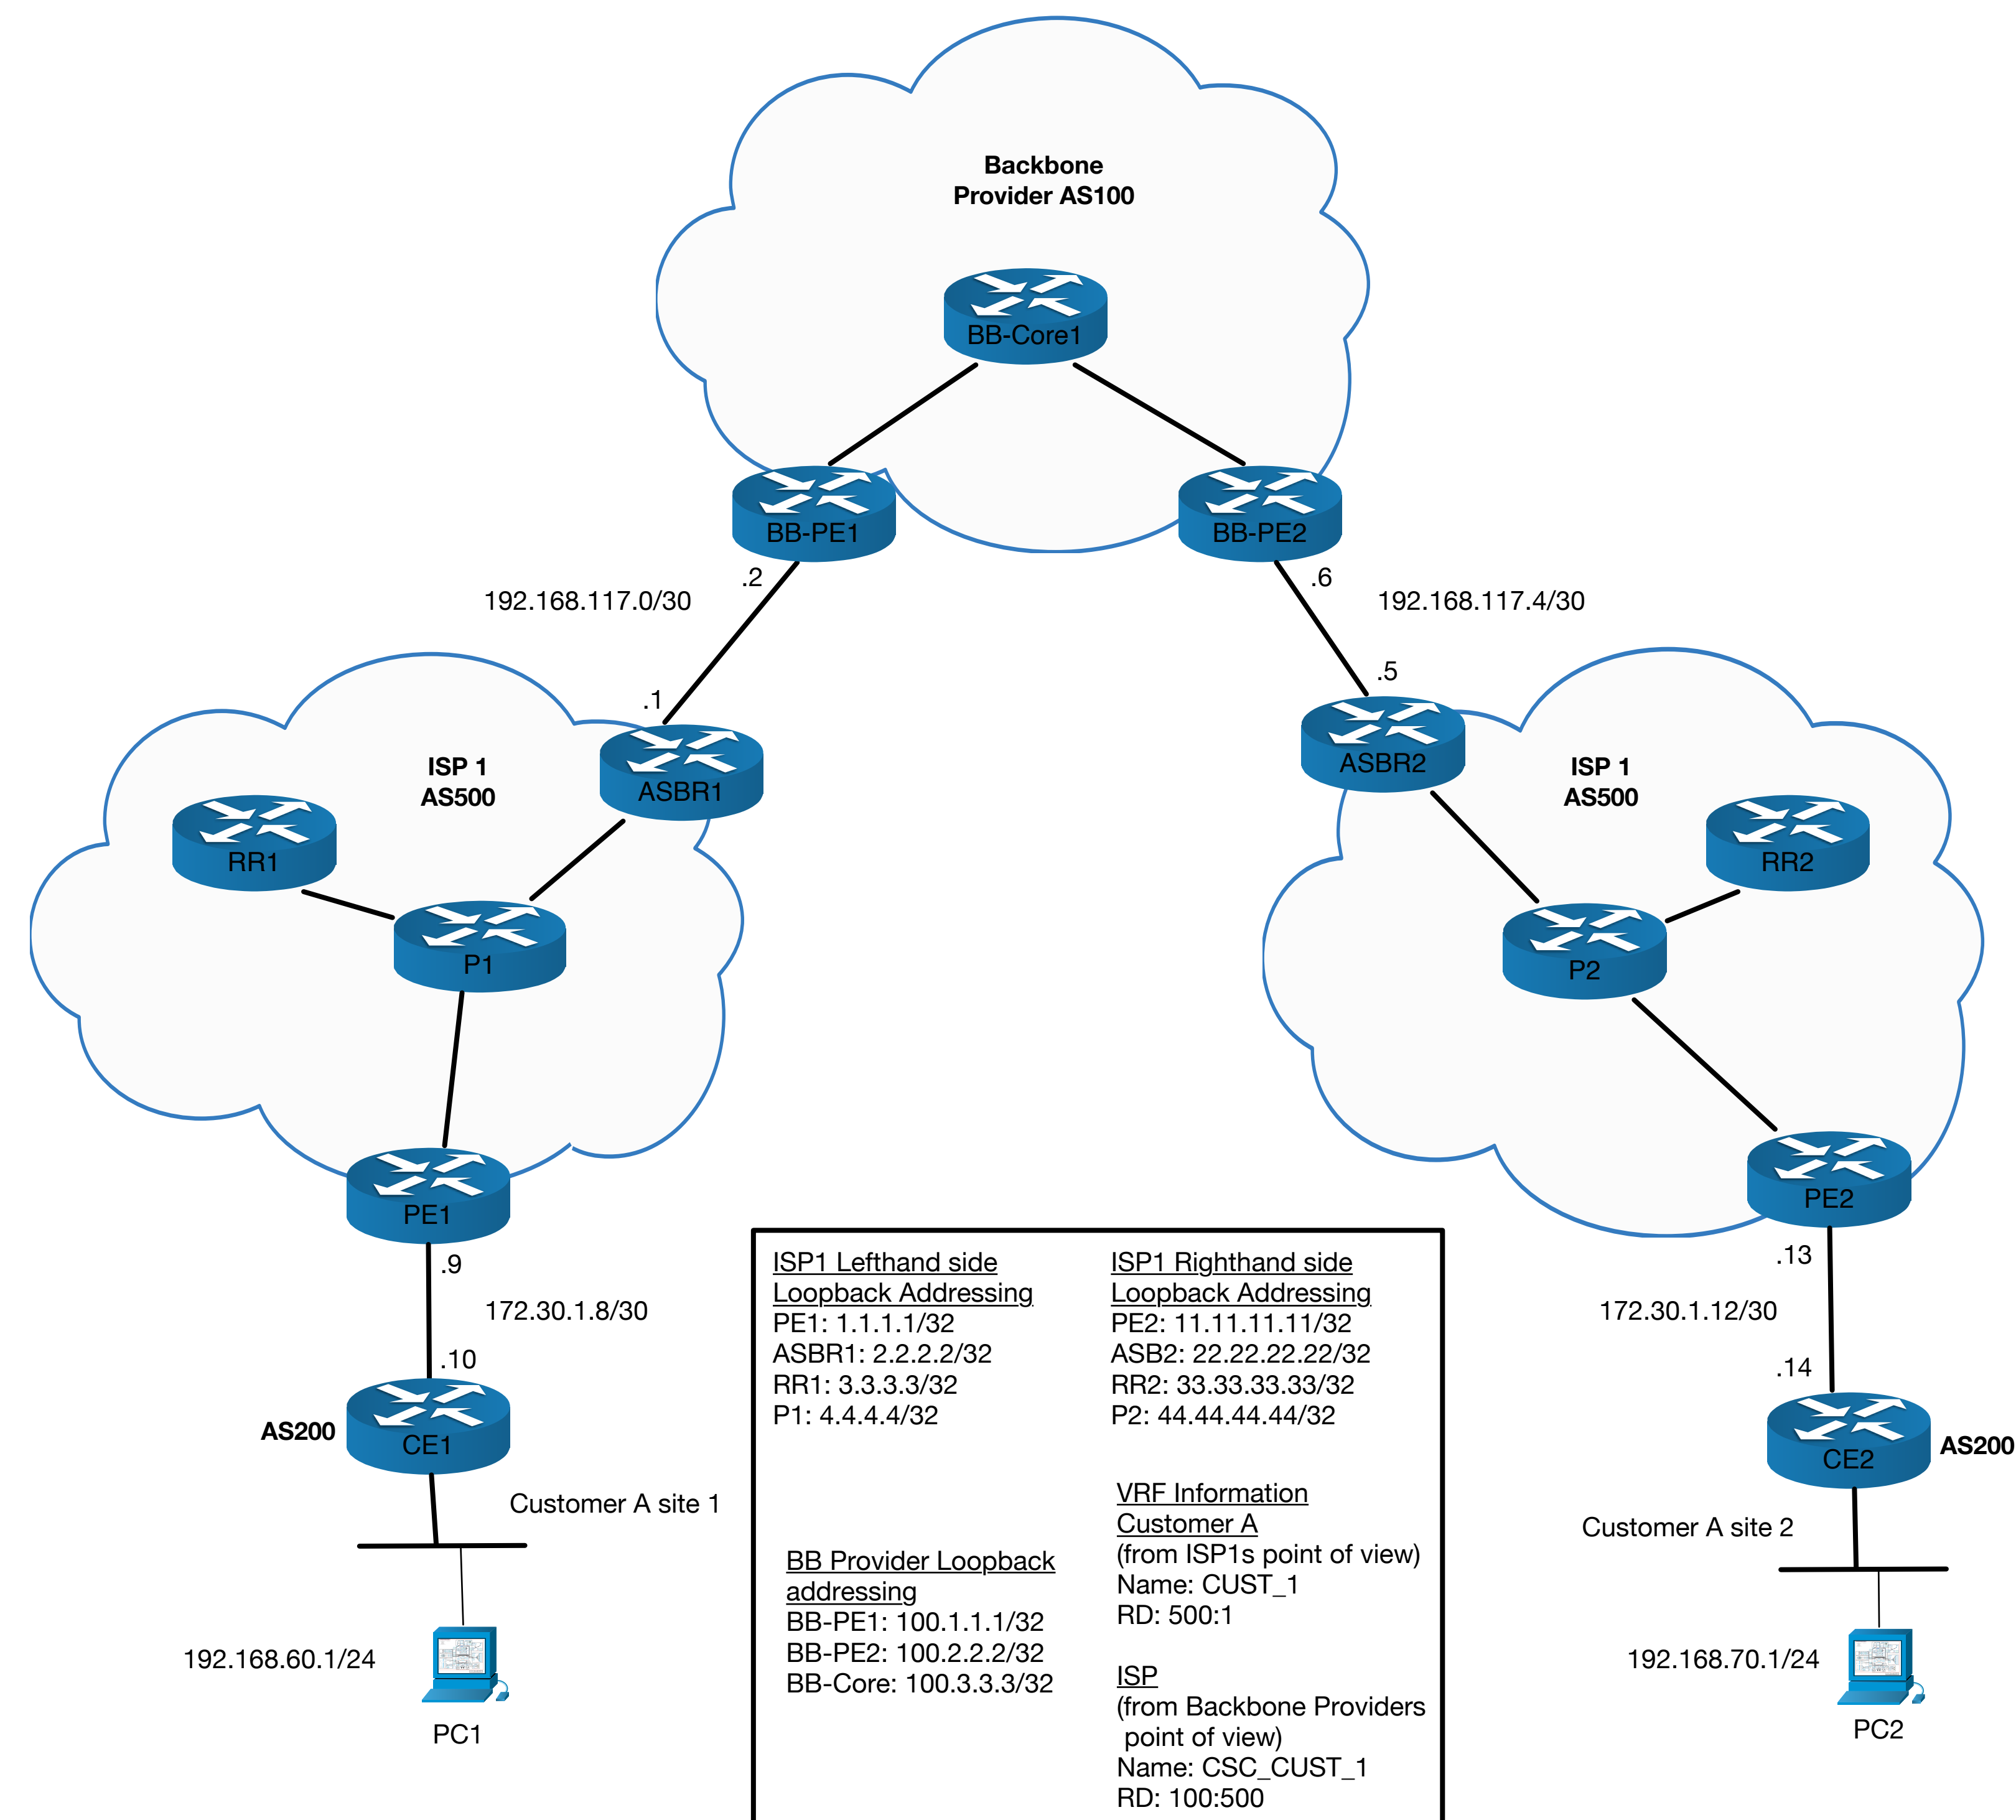 Backbone
Provider AS100
BB-Core1
BB-PE1
BB-PE2
.2
.6
192.168.117.0/30
192.168.117.4/30
.1
.5
ISP 1
AS500
ASBR1
RR1
P1
ASBR2
ISP 1
AS500
RR2
P2
PE1
PE2
.9
172.30.1.8/30
.10
.13
172.30.1.12/30
.14
AS200
CE1
CE2
AS200
Customer A site 1
Customer A site 2
192.168.60.1/24
PC1
192.168.70.1/24
PC2
ISP1 Lefthand side
Loopback Addressing
PE1: 1.1.1.1/32
ASBR1: 2.2.2.2/32
RR1: 3.3.3.3/32
P1: 4.4.4.4/32
ISP1 Righthand side
Loopback Addressing
PE2: 11.11.11.11/32
ASB2: 22.22.22.22/32
RR2: 33.33.33.33/32
P2: 44.44.44.44/32
BB Provider Loopback
addressing
BB-PE1: 100.1.1.1/32
BB-PE2: 100.2.2.2/32
BB-Core: 100.3.3.3/32
VRF Information
Customer A
(from ISP1s point of view)
Name: CUST_1
RD: 500:1
ISP
(from Backbone Providers
point of view)
Name: CSC_CUST_1
RD: 100:500